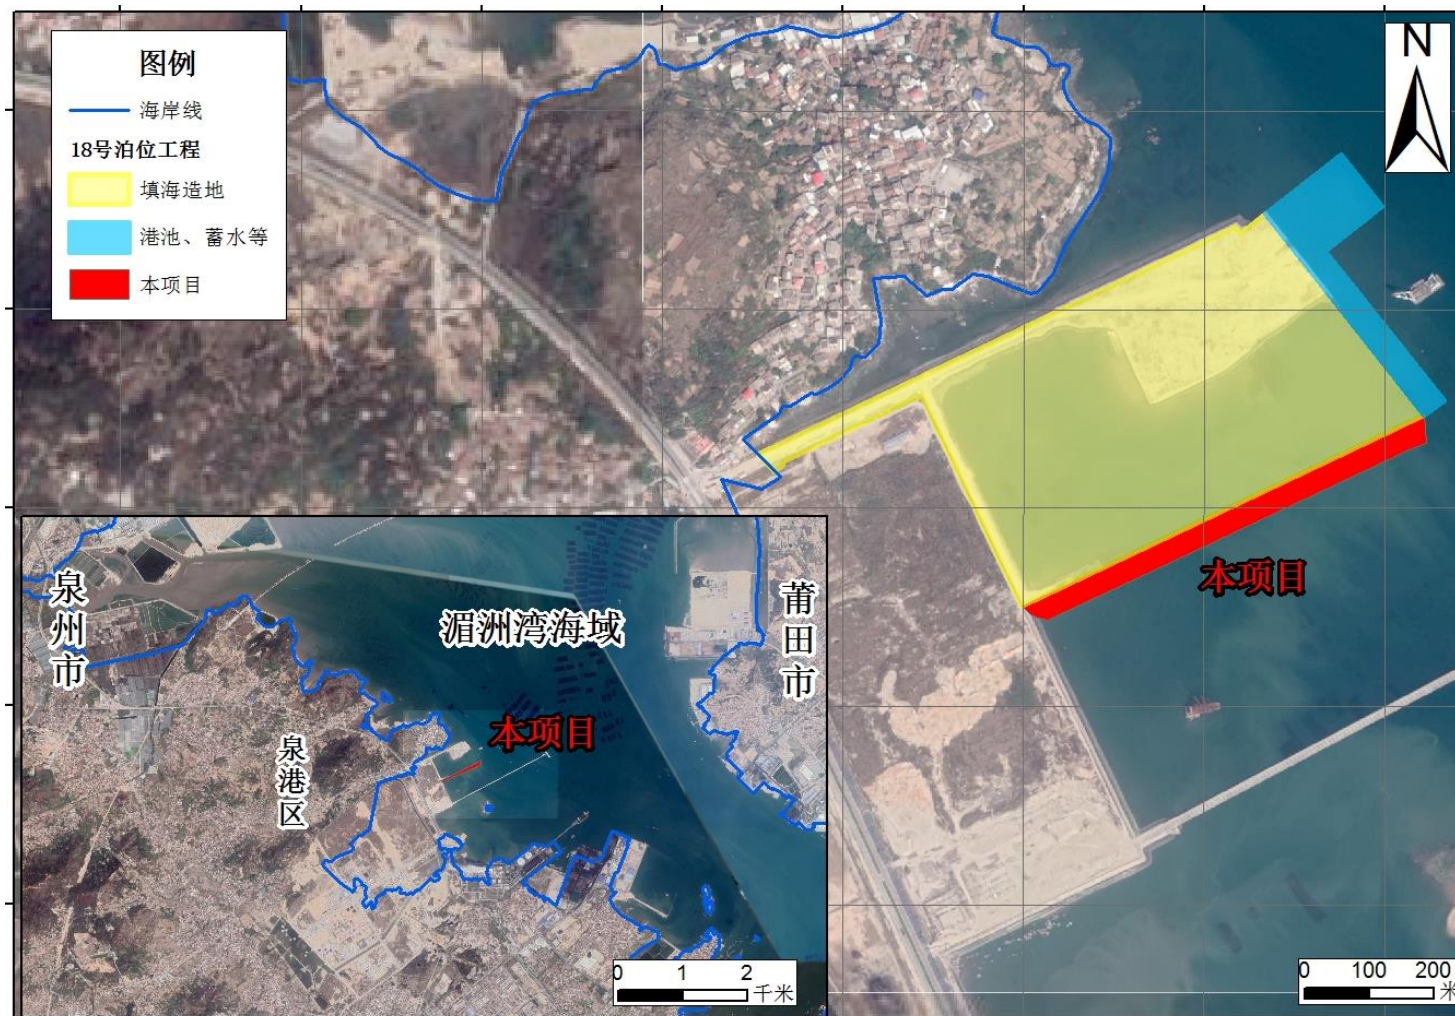 图例
海岸线
18号泊位工程
填海造地
港池、蓄水等
本项目
N
本项目
泉州市
湄洲湾海域
莆田市
本项目
泉港区
0 1 2
千米
0 100 200
米